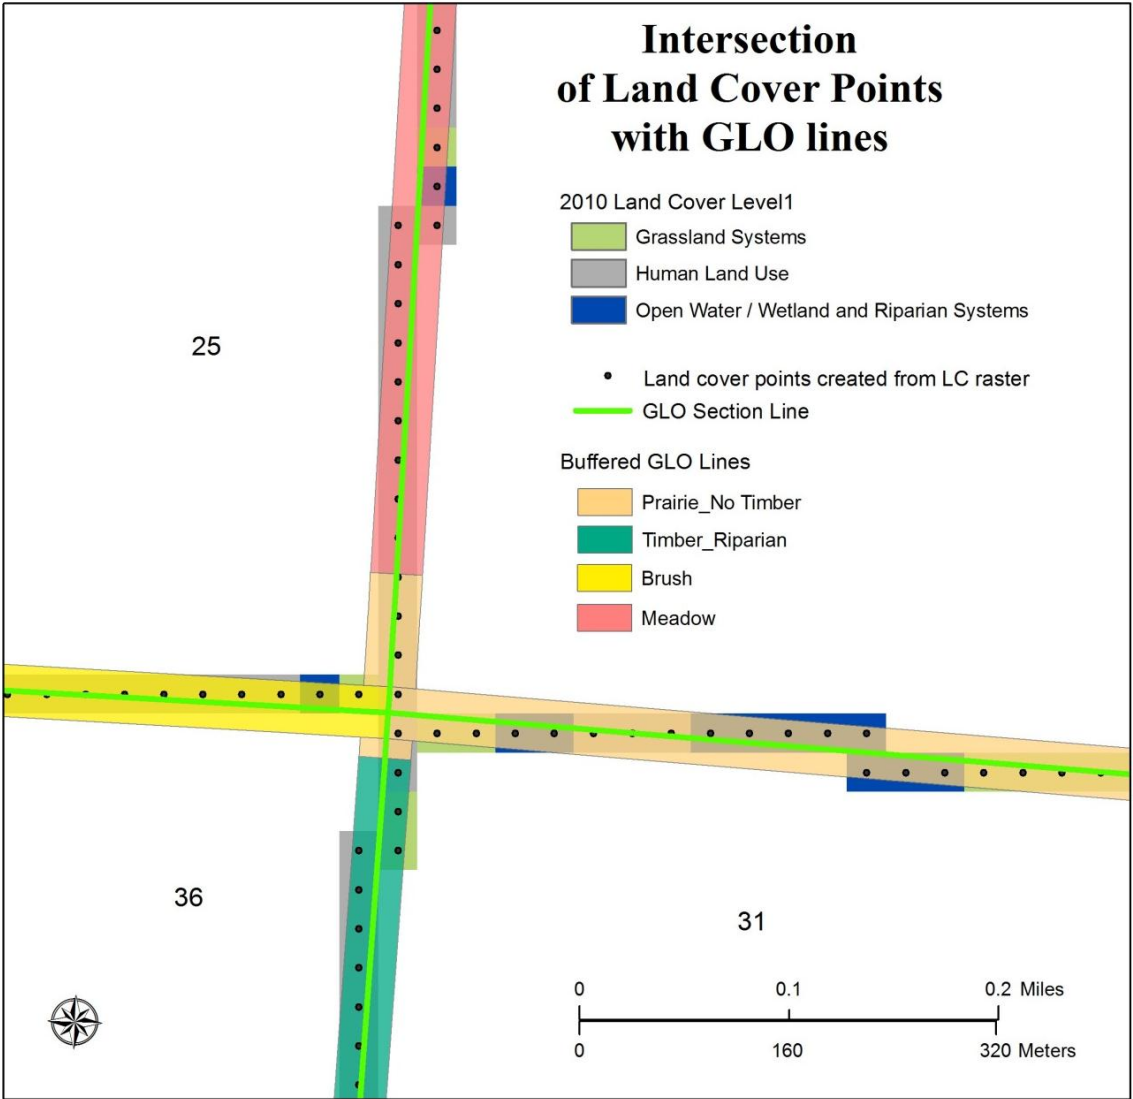 Intersection
of Land Cover Points
with GLO lines
2010 Land Cover Level1
Grassland Systems
Human Land Use
Open Water / Wetland and Riparian Systems
25
Land cover points created from LC raster
GLO Section Line
Buffered GLO Lines
Prairie_No Timber
Timber_Riparian
Brush
Meadow
36
31
0 0.1 0.2 Miles
0 160 320 Meters